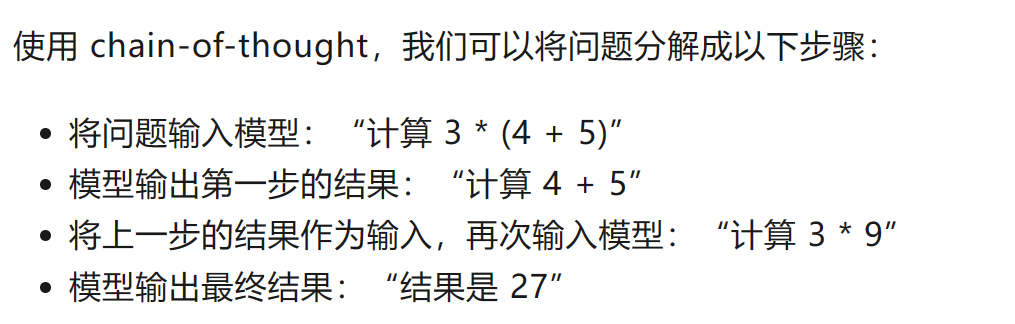 使用 chain-of-thought，我们可以将问题分解成以下步骤：
• 将问题输入模型：“计算 3 * (4 + 5)”
• 模型输出第一步的结果：“计算 4 + 5”
• 将上一步的结果作为输入，再次输入模型：“计算 3 * 9”
• 模型输出最终结果：“结果是 27”